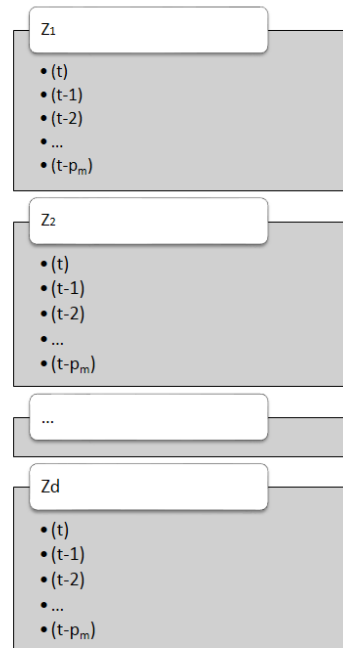 Z1
• (t)
• (t-1)
• (t-2)
• ...
• (t-pm)
Z2
• (t)
• (t-1)
• (t-2)
• ...
• (t-pm)
...
Zd
• (t)
• (t-1)
• (t-2)
• ...
• (t-pm)